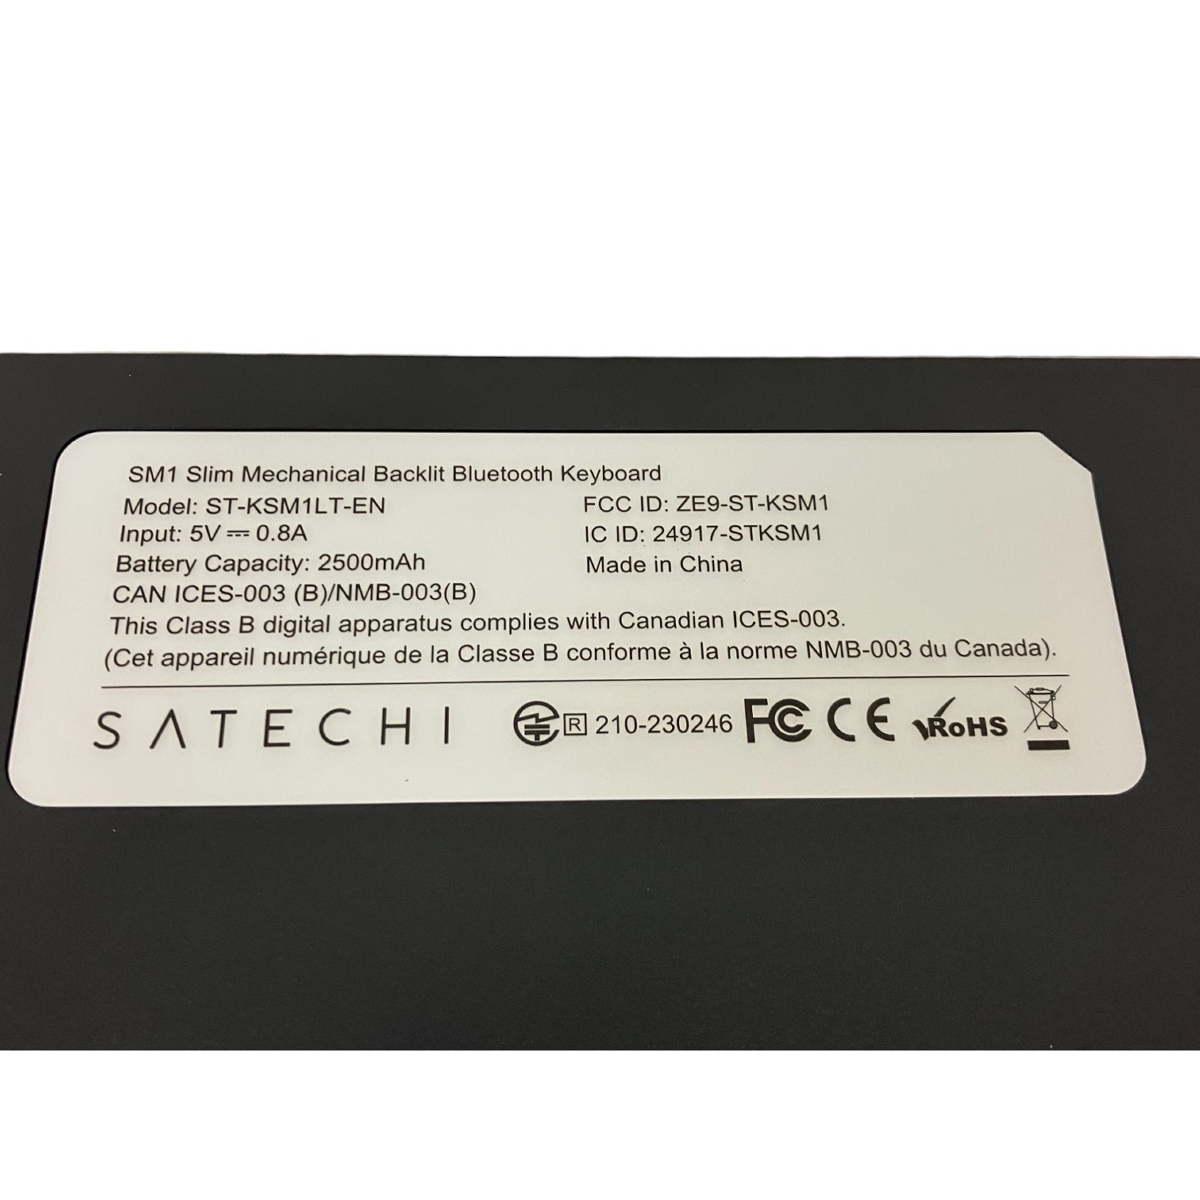 SM1 Slim Mechanical Backlit Bluetooth Keyboard
Model: ST-KSM1LT-EN
FCC ID: ZE9-ST-KSM1
Input: 5V ⎓ 0.8A
IC ID: 24917-STKSM1
Battery Capacity: 2500mAh
Made in China
CAN ICES-003 (B)/NMB-003(B)
This Class B digital apparatus complies with Canadian ICES-003.
(Cet appareil numérique de la Classe B conforme à la norme NMB-003 du Canada).
SATECHI
R 210-230246 FC CE RoHS